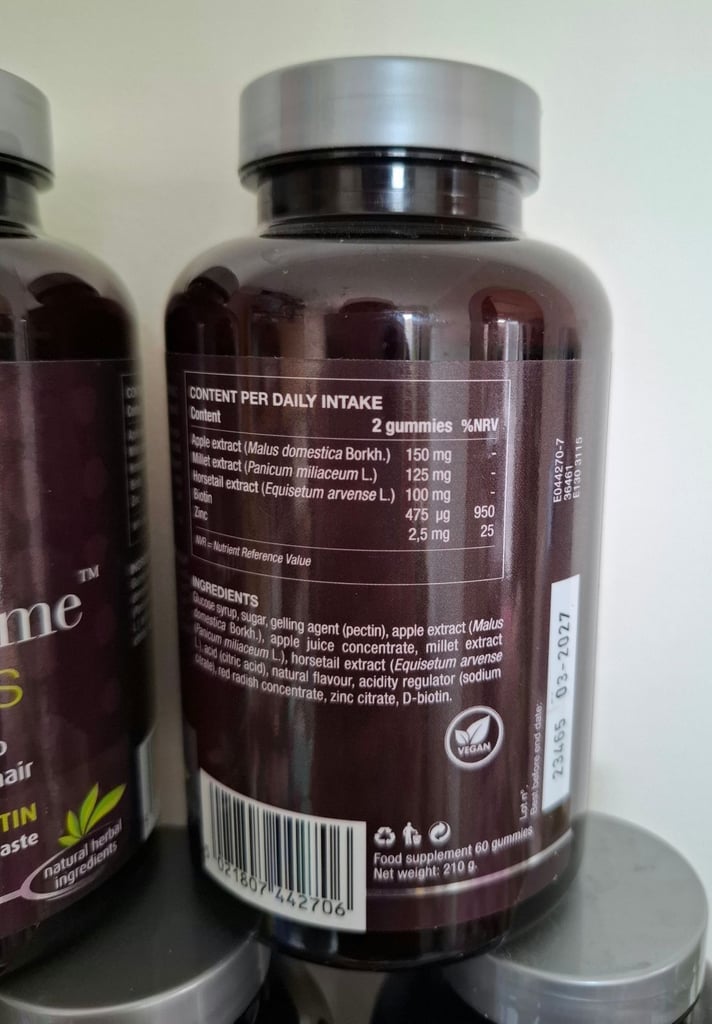 CONTENT PER DAILY INTAKE
Content 2 gummies %NRV
Apple extract (Malus domestica Borkh.) 150 mg -
Millet extract (Panicum miliaceum L.) 125 mg -
Horsetail extract (Equisetum arvense L.) 100 mg -
Biotin 475 µg 950
Zinc 2,5 mg 25
NVR = Nutrient Reference Value
INGREDIENTS
Glucose syrup, sugar, gelling agent (pectin), apple extract (Malus
domestica Borkh.), apple juice concentrate, millet extract
(Panicum miliaceum L.), horsetail extract (Equisetum arvense
L.), acid (citric acid), natural flavour, acidity regulator (sodium
citrate), red radish concentrate, zinc citrate, D-biotin.
VEGAN
021807 442706
Food supplement 60 gummies
Net weight: 210 g.
E044270-7
36461
E130 3115
Lot nº:
Best before end date:
23465 03-2027
me™
s
hair
TIN
aste
natural herbal
ingredients